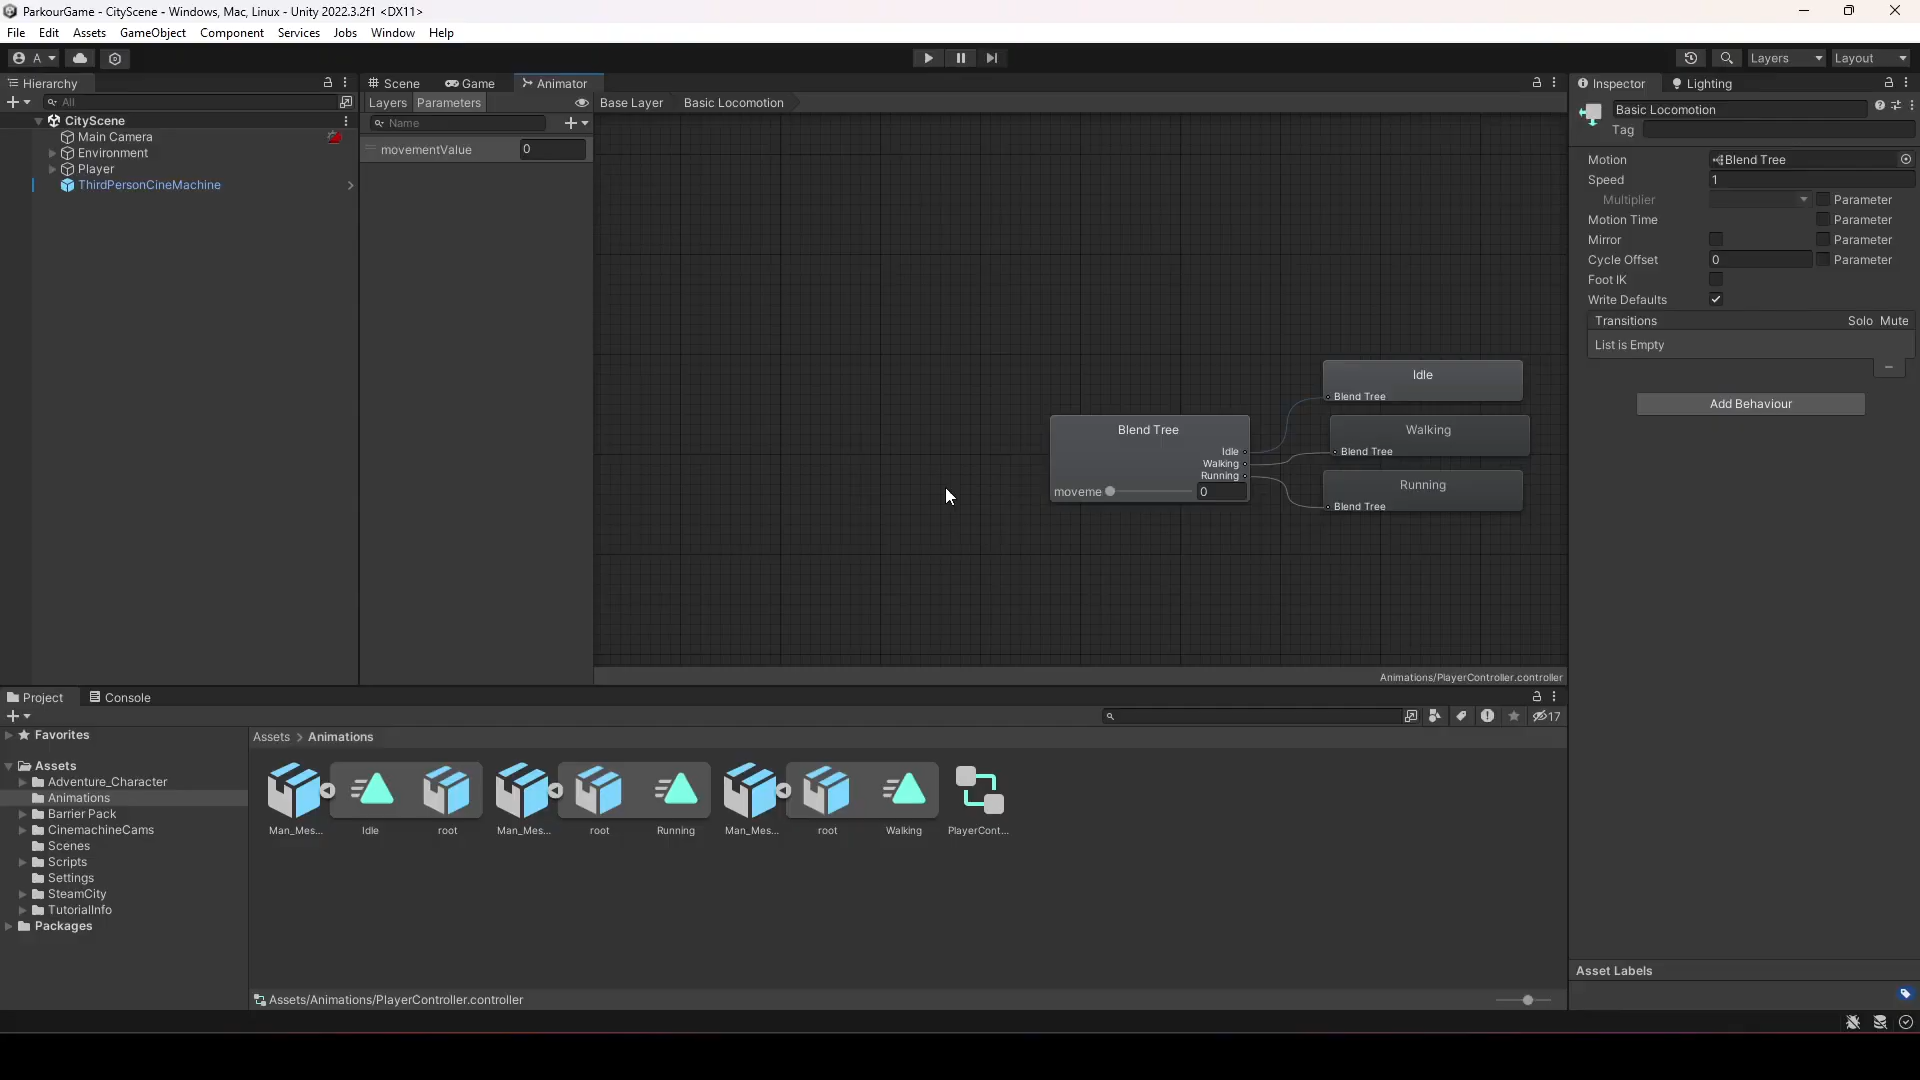 ParkourGame - CityScene - Windows, Mac, Linux - Unity 2022.3.2f1 <DX11>
File Edit Assets GameObject Component Services Jobs Window Help
A Layers Layout
Hierarchy
All
CityScene
Main Camera
Environment
Player
ThirdPersonCineMachine
Scene Game Animator
Layers Parameters Base Layer Basic Locomotion
Name
movementValue 0
Blend Tree
Idle
Walking
Running
moveme 0
Idle
Blend Tree
Walking
Blend Tree
Running
Blend Tree
Animations/PlayerController.controller
Inspector Lighting
Basic Locomotion
Tag
Motion Blend Tree
Speed 1
Multiplier Parameter
Motion Time Parameter
Mirror Parameter
Cycle Offset 0 Parameter
Foot IK
Write Defaults
Transitions Solo Mute
List is Empty
Add Behaviour
Asset Labels
Project Console
17
Favorites
Assets
Adventure_Character
Animations
Barrier Pack
CinemachineCams
Scenes
Scripts
Settings
SteamCity
TutorialInfo
Packages
Assets > Animations
Man_Mes... Idle root Man_Mes... root Running Man_Mes... root Walking PlayerCont...
Assets/Animations/PlayerController.controller